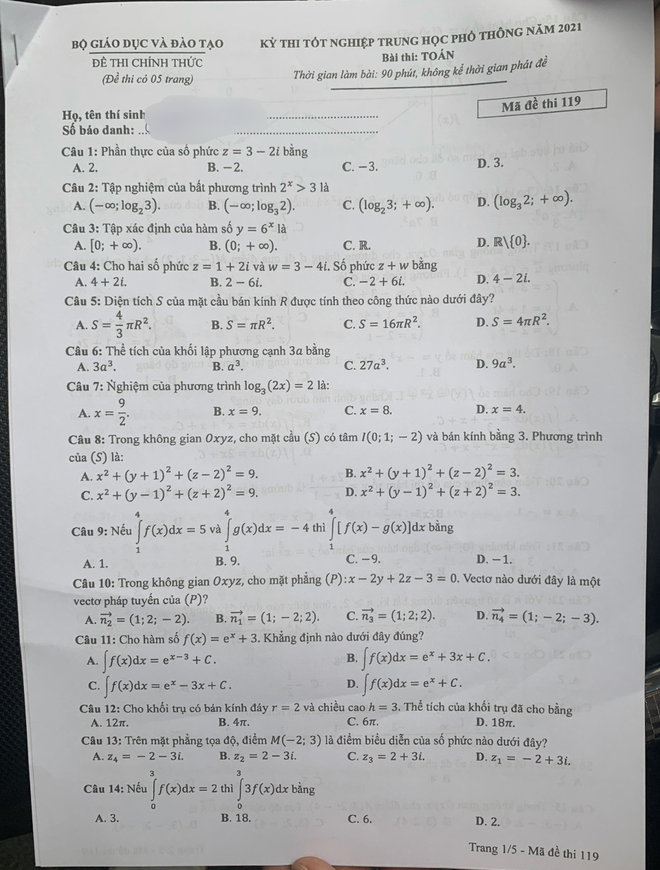 BỘ GIÁO DỤC VÀ ĐÀO TẠO
ĐỀ THI CHÍNH THỨC
(Đề thi có 05 trang)
KỲ THI TỐT NGHIỆP TRUNG HỌC PHỔ THÔNG NĂM 2021
Bài thi: TOÁN
Thời gian làm bài: 90 phút, không kể thời gian phát đề
Mã đề thi 119
Họ, tên thí sinh
Số báo danh:
Câu 1: Phần thực của số phức z = 3 − 2i bằng
A. 2. B. −2. C. −3. D. 3.
Câu 2: Tập nghiệm của bất phương trình 2ˣ > 3 là
A. (−∞; log₂ 3). B. (−∞; log₃ 2). C. (log₂3; +∞). D. (log₃ 2; +∞).
Câu 3: Tập xác định của hàm số y = 6ˣ là
A. [0; +∞). B. (0; +∞). C. ℝ. D. ℝ\{0}.
Câu 4: Cho hai số phức z = 1 + 2i và w = 3 − 4i. Số phức z + w bằng
A. 4 + 2i. B. 2 − 6i. C. −2 + 6i. D. 4 − 2i.
Câu 5: Diện tích S của mặt cầu bán kính R được tính theo công thức nào dưới đây?
A. S = 4/3 πR². B. S = πR². C. S = 16πR². D. S = 4πR².
Câu 6: Thể tích của khối lập phương cạnh 3a bằng
A. 3a³. B. a³. C. 27a³. D. 9a³.
Câu 7: Nghiệm của phương trình log₃(2x) = 2 là:
A. x = 9/2. B. x = 9. C. x = 8. D. x = 4.
Câu 8: Trong không gian Oxyz, cho mặt cầu (S) có tâm I(0; 1; − 2) và bán kính bằng 3. Phương trình
của (S) là:
A. x² + (y + 1)² + (z − 2)² = 9. B. x² + (y + 1)² + (z − 2)² = 3.
C. x² + (y − 1)² + (z + 2)² = 9. D. x² + (y − 1)² + (z + 2)² = 3.
Câu 9: Nếu ∫₁⁴ f(x)dx = 5 và ∫₁⁴ g(x)dx = − 4 thì ∫₁⁴ [f(x) − g(x)]dx bằng
A. 1. B. 9. C. −9. D. −1.
Câu 10: Trong không gian Oxyz, cho mặt phẳng (P): x − 2y + 2z − 3 = 0. Vectơ nào dưới đây là một
vectơ pháp tuyến của (P)?
A. n₂⃗ = (1; 2; − 2). B. n₁⃗ = (1; − 2; 2). C. n₃⃗ = (1; 2; 2). D. n₄⃗ = (1; − 2; − 3).
Câu 11: Cho hàm số f(x) = eˣ + 3. Khẳng định nào dưới đây đúng?
A. ∫f(x)dx = eˣ⁻³ + C. B. ∫f(x)dx = eˣ + 3x + C.
C. ∫f(x)dx = eˣ − 3x + C. D. ∫f(x)dx = eˣ + C.
Câu 12: Cho khối trụ có bán kính đáy r = 2 và chiều cao h = 3. Thể tích của khối trụ đã cho bằng
A. 12π. B. 4π. C. 6π. D. 18π.
Câu 13: Trên mặt phẳng tọa độ, điểm M(−2; 3) là điểm biểu diễn của số phức nào dưới đây?
A. z₄ = − 2 − 3i. B. z₂ = 2 − 3i. C. z₃ = 2 + 3i. D. z₁ = − 2 + 3i.
Câu 14: Nếu ∫₀³ f(x)dx = 2 thì ∫₀³ 3f(x)dx bằng
A. 3. B. 18. C. 6. D. 2.
Trang 1/5 - Mã đề thi 119